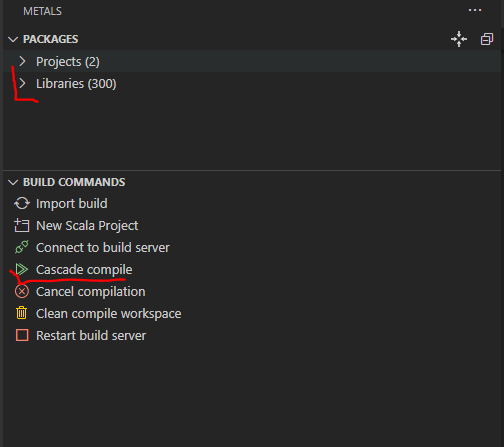 METALS
PACKAGES
Projects (2)
Libraries (300)
BUILD COMMANDS
Import build
New Scala Project
Connect to build server
Cascade compile
Cancel compilation
Clean compile workspace
Restart build server